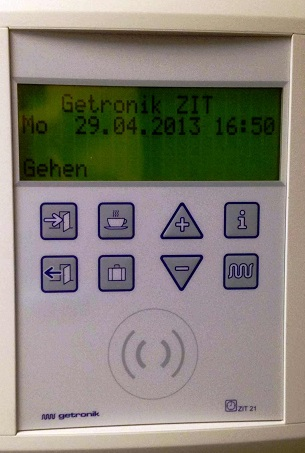 Getronik ZIT
Mo 29.04.2013 16:50
Gehen
i
getronik
ZIT 21